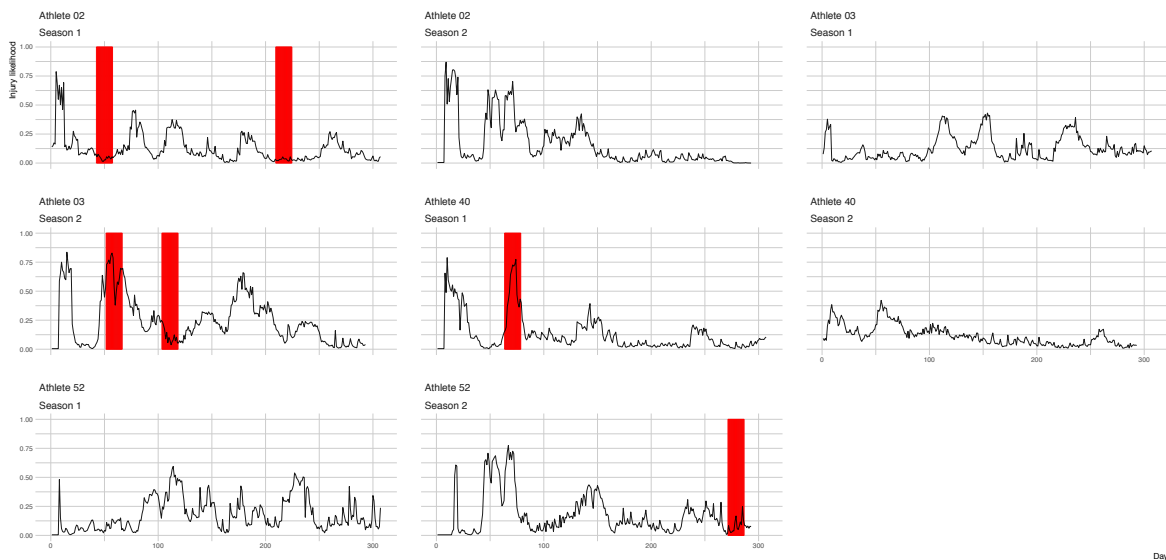 Athlete 02
Season 1
Athlete 02
Season 2
Athlete 03
Season 1
Injury likelihood
1.00
0.75
0.50
0.25
0.00
Athlete 03
Season 2
Athlete 40
Season 1
Athlete 40
Season 2
1.00
0.75
0.50
0.25
0.00
0 100 200 300
Athlete 52
Season 1
Athlete 52
Season 2
1.00
0.75
0.50
0.25
0.00
0 100 200 300
0 100 200 300
Day